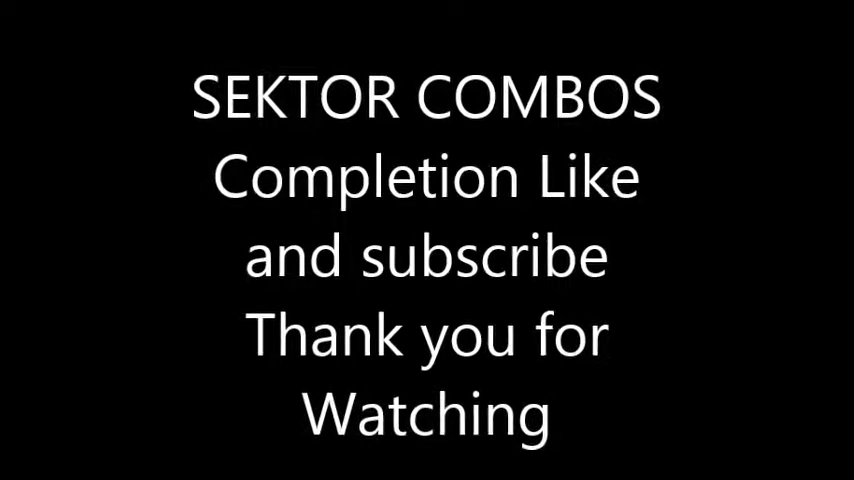 SEKTOR COMBOS
Completion Like
and subscribe
Thank you for
Watching